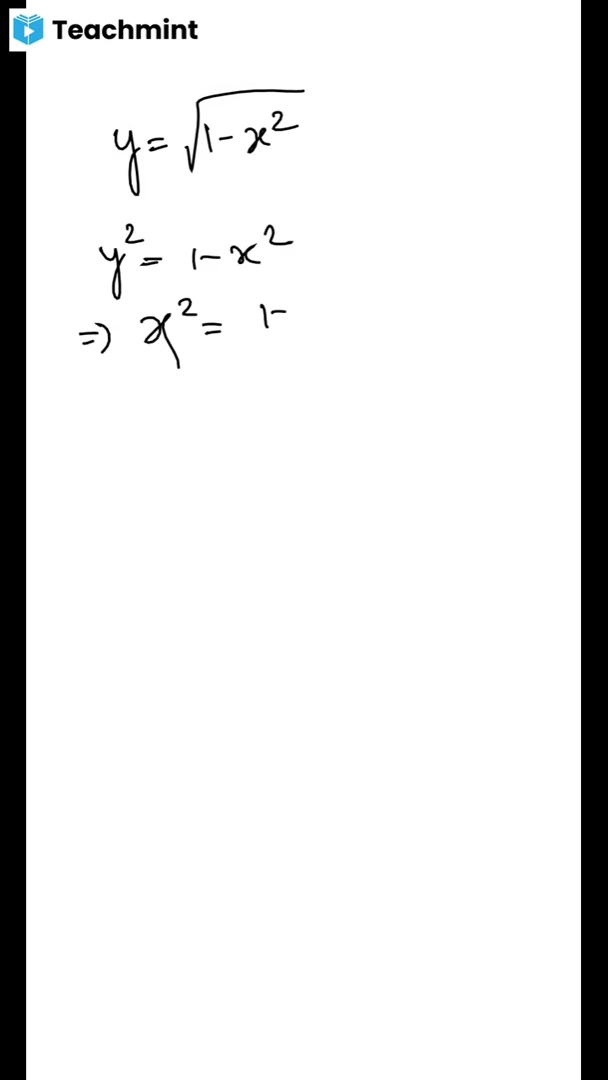 Teachmint
y = √(1-x²)
y² = 1-x²
⇒ x² = 1-